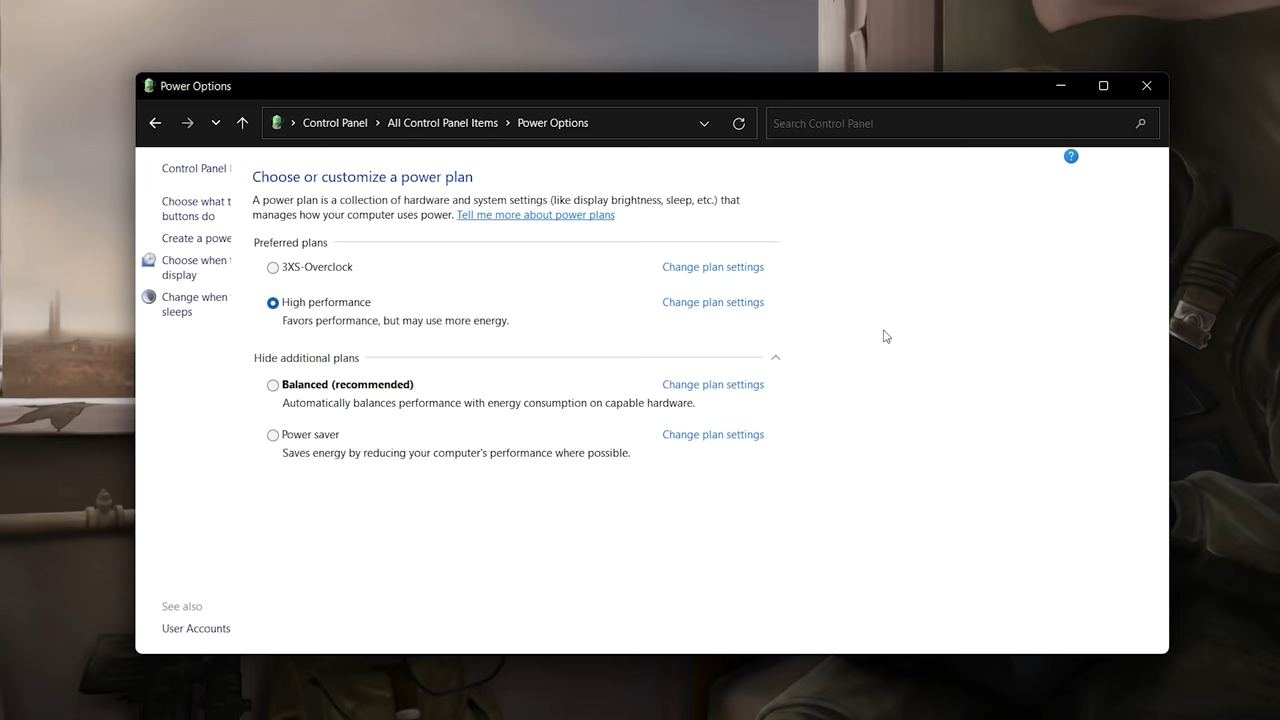 Power Options
Control Panel > All Control Panel Items > Power Options
Search Control Panel
?
Control Panel
Choose what t
buttons do
Create a powe
Choose when
display
Change when
sleeps
See also
User Accounts
Choose or customize a power plan
A power plan is a collection of hardware and system settings (like display brightness, sleep, etc.) that
manages how your computer uses power. Tell me more about power plans
Preferred plans
3XS-Overclock Change plan settings
High performance Change plan settings
Favors performance, but may use more energy.
Hide additional plans
Balanced (recommended) Change plan settings
Automatically balances performance with energy consumption on capable hardware.
Power saver Change plan settings
Saves energy by reducing your computer's performance where possible.